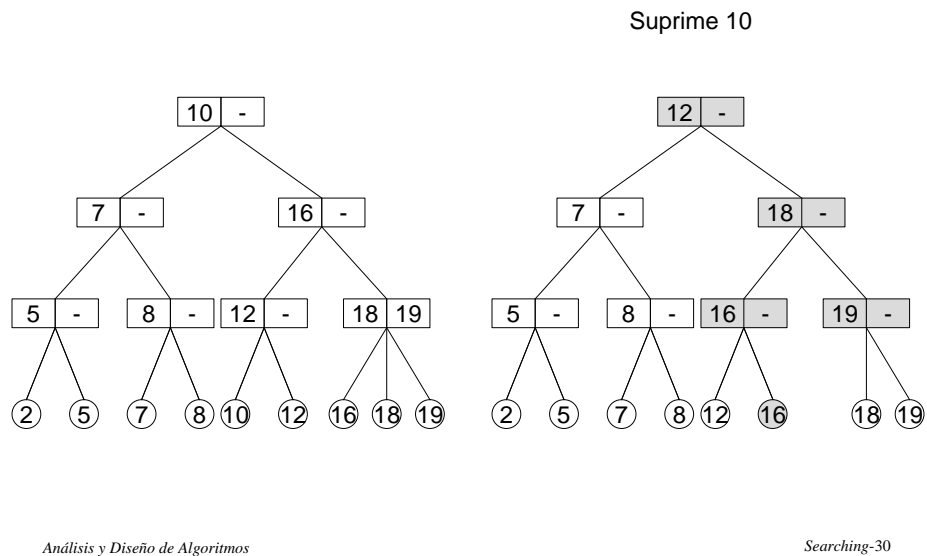 Suprime 10
10 - 12 -
7 - 16 - 7 - 18 -
5 - 8 - 12 - 18 19 5 - 8 - 16 - 19 -
2 5 7 8 10 12 16 18 19 2 5 7 8 12 16 18 19
Análisis y Diseño de Algoritmos Searching-30